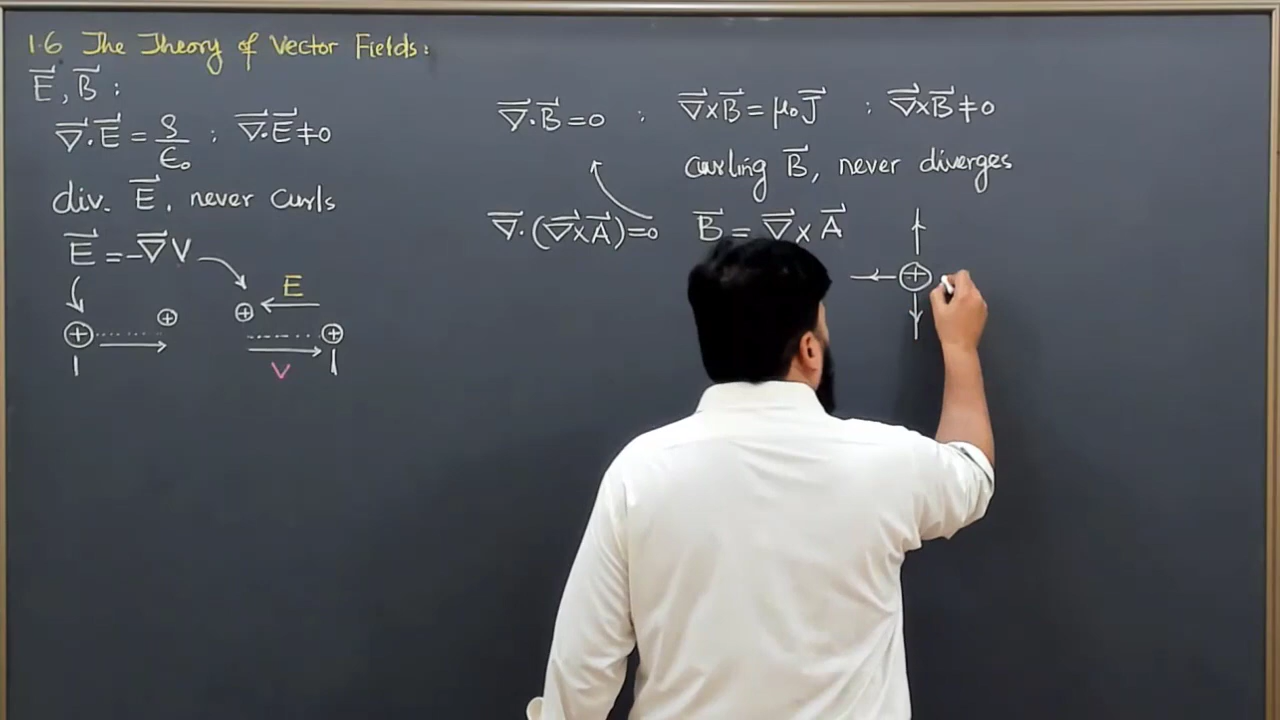 1.6 The Theory of Vector Fields:
E⃗, B⃗ :
∇⃗·E⃗ = ρ/ε₀ ; ∇⃗·E⃗ ≠ 0
div. E⃗, never curls
E⃗ = -∇⃗V
E
V
∇⃗·B⃗ = 0 ; ∇⃗×B⃗ = μ₀J⃗ ; ∇⃗×B⃗ ≠ 0
curling B⃗, never diverges
∇⃗·(∇⃗×A⃗) = 0 B⃗ = ∇⃗×A⃗